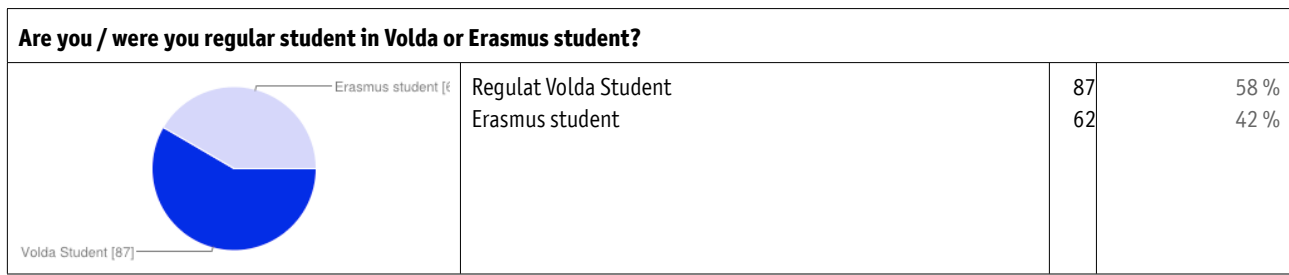 Are you / were you regular student in Volda or Erasmus student?
Erasmus student [6
Volda Student [87]
Regulat Volda Student 87 58 %
Erasmus student 62 42 %